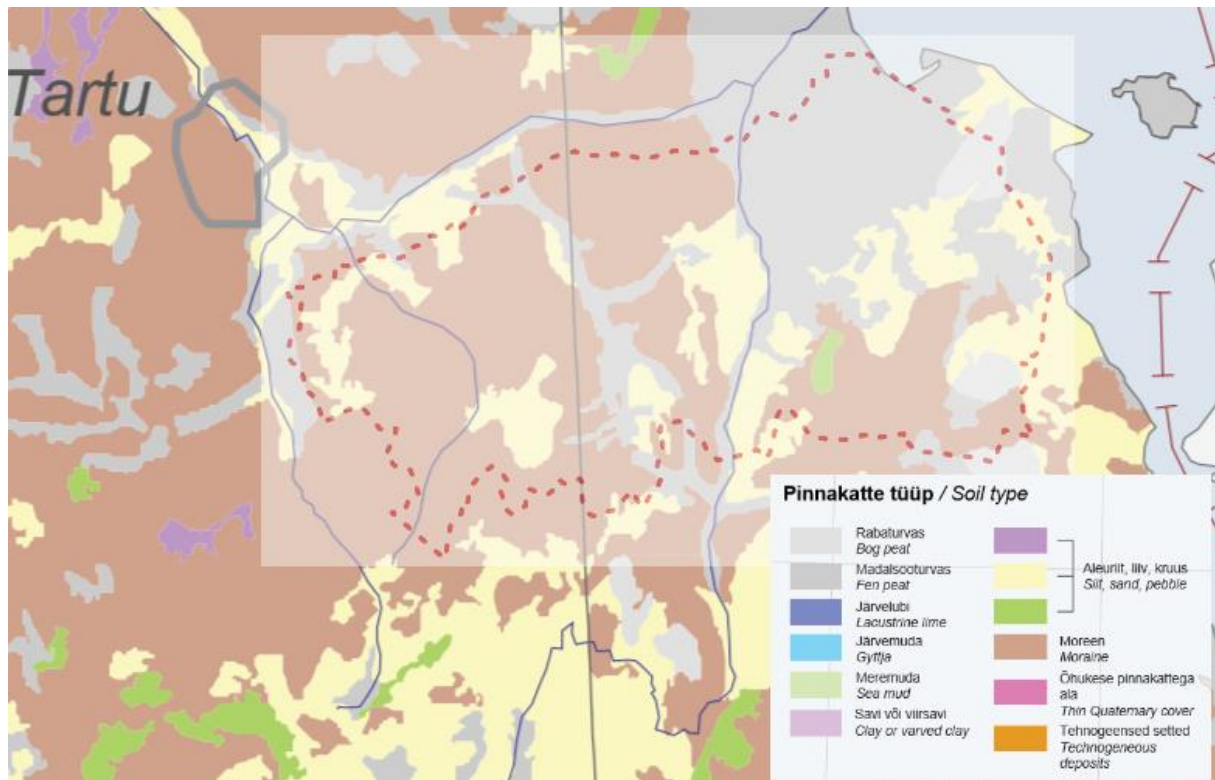 Tartu
Pinnakatte tüüp / Soil type
Rabaturvas
Bog peat
Madalsooturvas
Fen peat
Järvelubi
Lacustrine lime
Järvemuda
Gyttja
Meremuda
Sea mud
Savi või viirsavi
Clay or varved clay
Aleuriit, liiv, kruus
Silt, sand, pebble
Moreen
Moraine
Õhukese pinnakattega
ala
Thin Quaternary cover
Tehnogeensed setted
Technogeneous
deposits